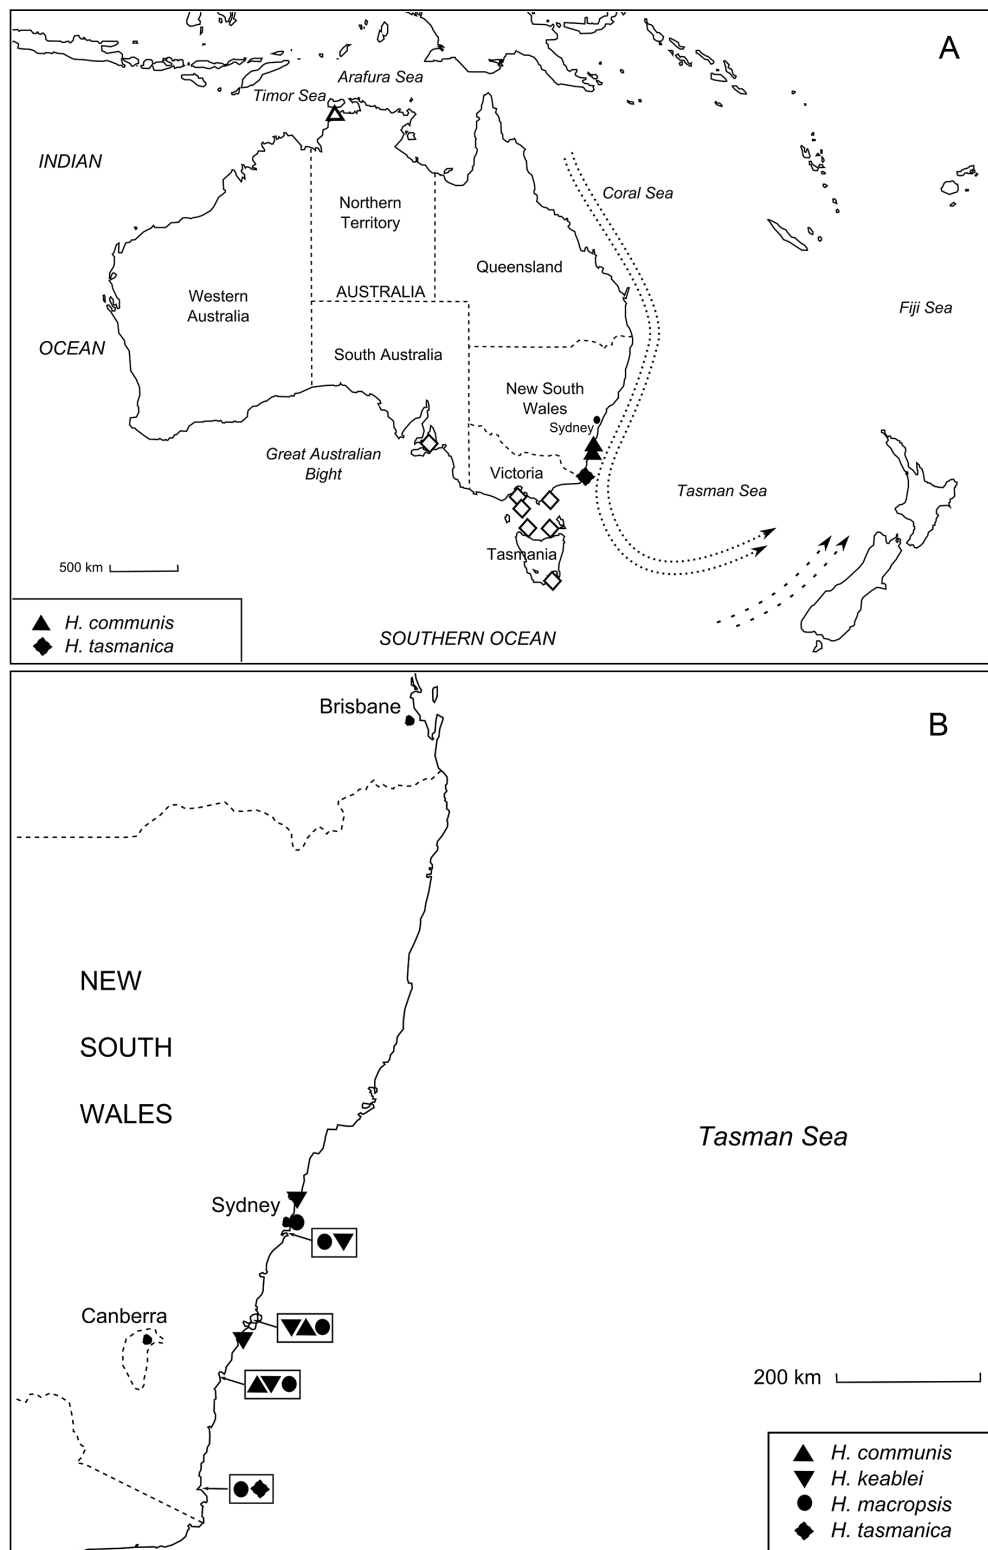 A
Arafura Sea
Timor Sea
INDIAN
Coral Sea
Northern
Territory
Queensland
AUSTRALIA
Western
Australia
Fiji Sea
OCEAN
South Australia
New South
Wales
Sydney
Great Australian
Bight
Victoria
Tasman Sea
Tasmania
500 km
H. communis
H. tasmanica
SOUTHERN OCEAN
Brisbane
B
NEW
SOUTH
WALES
Tasman Sea
Sydney
Canberra
200 km
H. communis
H. keablei
H. macropsis
H. tasmanica